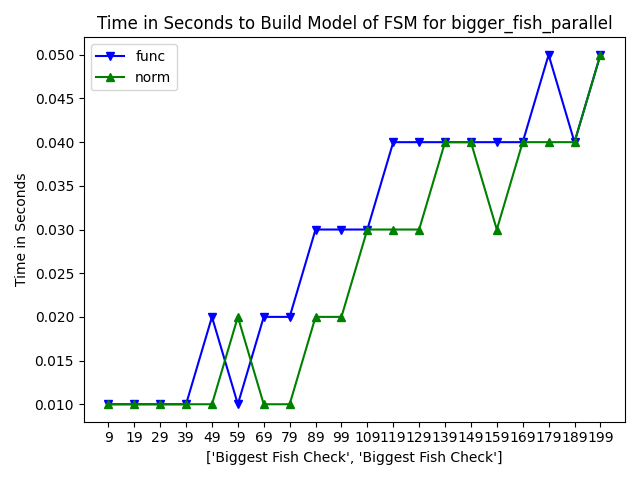 Time in Seconds to Build Model of FSM for bigger_fish_parallel
func
norm
0.050
0.045
0.040
0.035
0.030
0.025
0.020
0.015
0.010
Time in Seconds
9 19 29 39 49 59 69 79 89 99 109 119 129 139 149 159 169 179 189 199
['Biggest Fish Check', 'Biggest Fish Check']